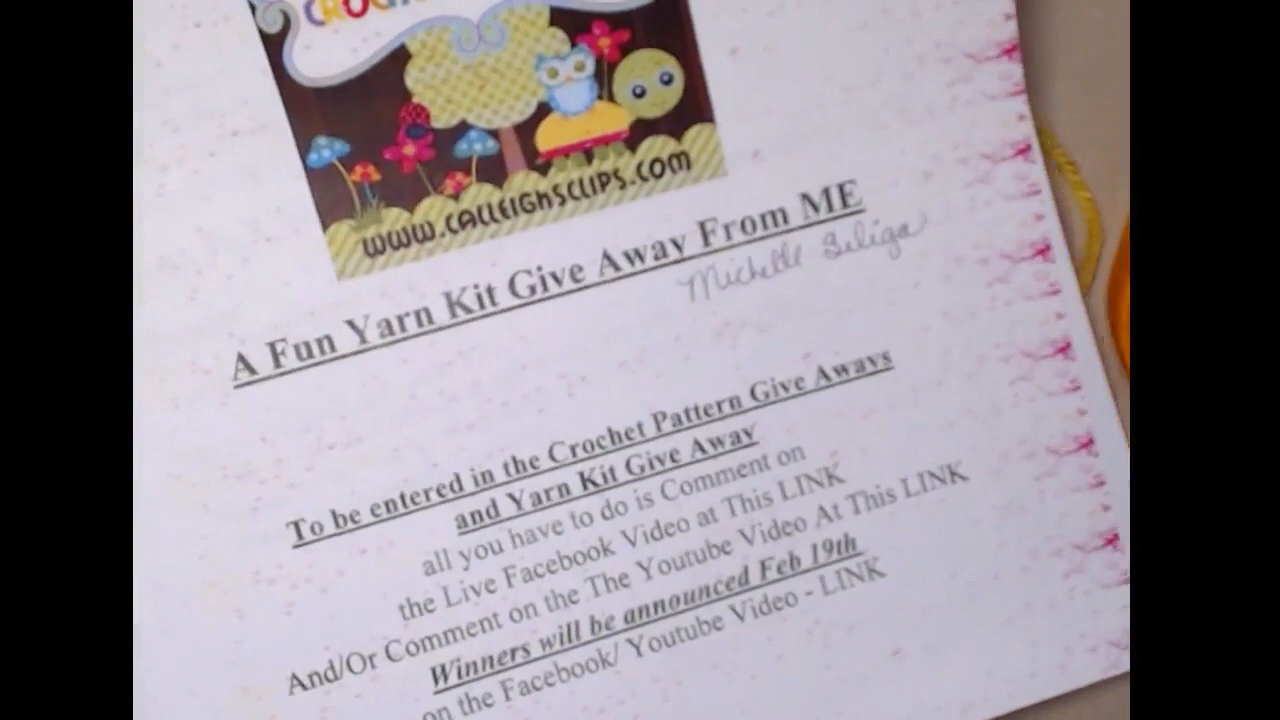 WWW.CALLEIGHSCLIPS.COM
A Fun Yarn Kit Give Away From ME
Michelle
To be entered in the Crochet Pattern Give Aways
and Yarn Kit Give Away
all you have to do is Comment on
the Live Facebook Video at This LINK
And/Or Comment on the The Youtube Video At This LINK
Winners will be announced Feb 19th
on the Facebook/ Youtube Video - LINK